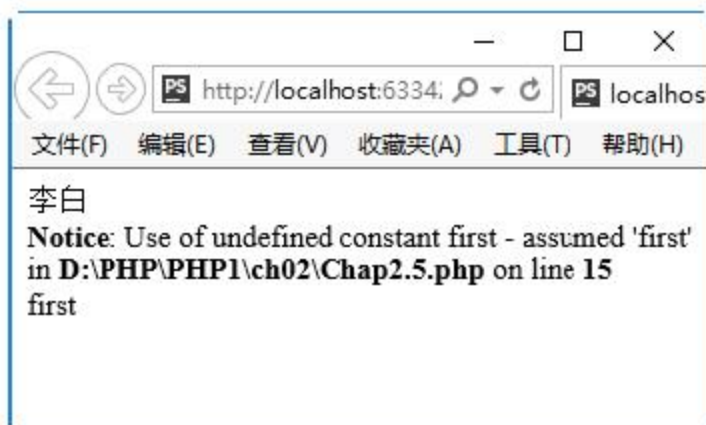 PS http://localhost:6334 PS localhos
文件(F) 编辑(E) 查看(V) 收藏夹(A) 工具(T) 帮助(H)
李白
Notice: Use of undefined constant first - assumed 'first'
in D:\PHP\PHP1\ch02\Chap2.5.php on line 15
first